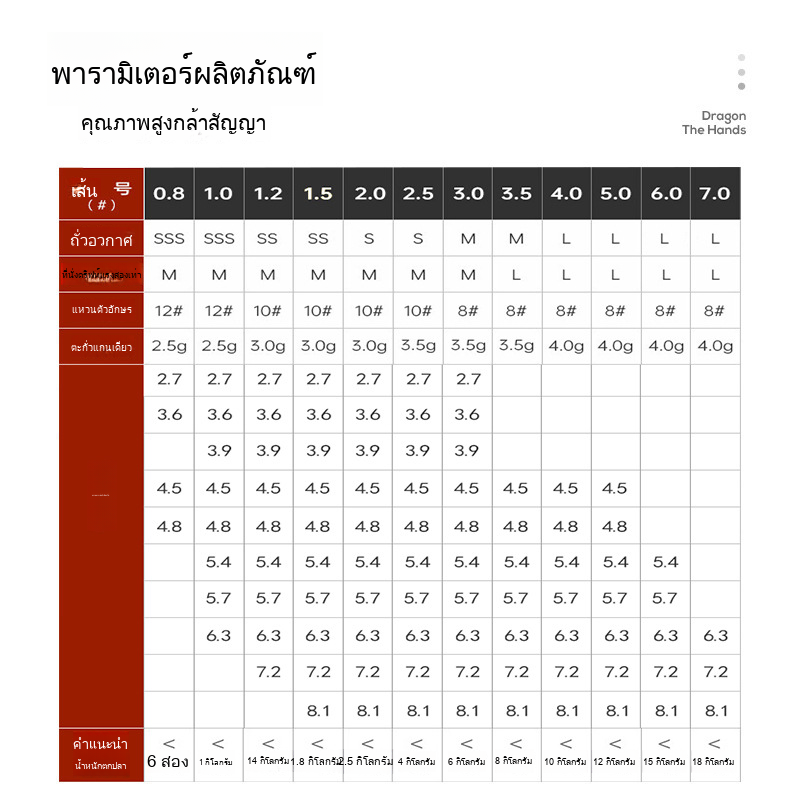 พารามิเตอร์ผลิตภัณฑ์
คุณภาพสูงกล้าสัญญา
Dragon
The Hands
เส้น 号 0.8 1.0 1.2 1.5 2.0 2.5 3.0 3.5 4.0 5.0 6.0 7.0
( # )
ถั่วอวกาศ SSS SSS SS SS S S M M L L L L
M M M M M M M L L L L L
แหวนตัวอักษร 12# 12# 10# 10# 10# 10# 8# 8# 8# 8# 8# 8#
ตะกั่วแกนเดียว 2.5g 2.5g 3.0g 3.0g 3.0g 3.5g 3.5g 3.5g 4.0g 4.0g 4.0g 4.0g
2.7 2.7 2.7 2.7 2.7 2.7 2.7
3.6 3.6 3.6 3.6 3.6 3.6 3.6
3.9 3.9 3.9 3.9 3.9 3.9
4.5 4.5 4.5 4.5 4.5 4.5 4.5 4.5 4.5 4.5
4.8 4.8 4.8 4.8 4.8 4.8 4.8 4.8 4.8 4.8
5.4 5.4 5.4 5.4 5.4 5.4 5.4 5.4 5.4 5.4
5.7 5.7 5.7 5.7 5.7 5.7 5.7 5.7 5.7 5.7
6.3 6.3 6.3 6.3 6.3 6.3 6.3 6.3 6.3 6.3 6.3
7.2 7.2 7.2 7.2 7.2 7.2 7.2 7.2 7.2 7.2
8.1 8.1 8.1 8.1 8.1 8.1 8.1 8.1 8.1
คำแนะนำ < < < < < < < < < < < <
น้ำหนักตกปลา 6 สอง 1 กิโลกรัม 14 กิโลกรัม 1.8 กิโลกรัม 2.5 กิโลกรัม 4 กิโลกรัม 6 กิโลกรัม 8 กิโลกรัม 10 กิโลกรัม 12 กิโลกรัม 15 กิโลกรัม 18 กิโลกรัม